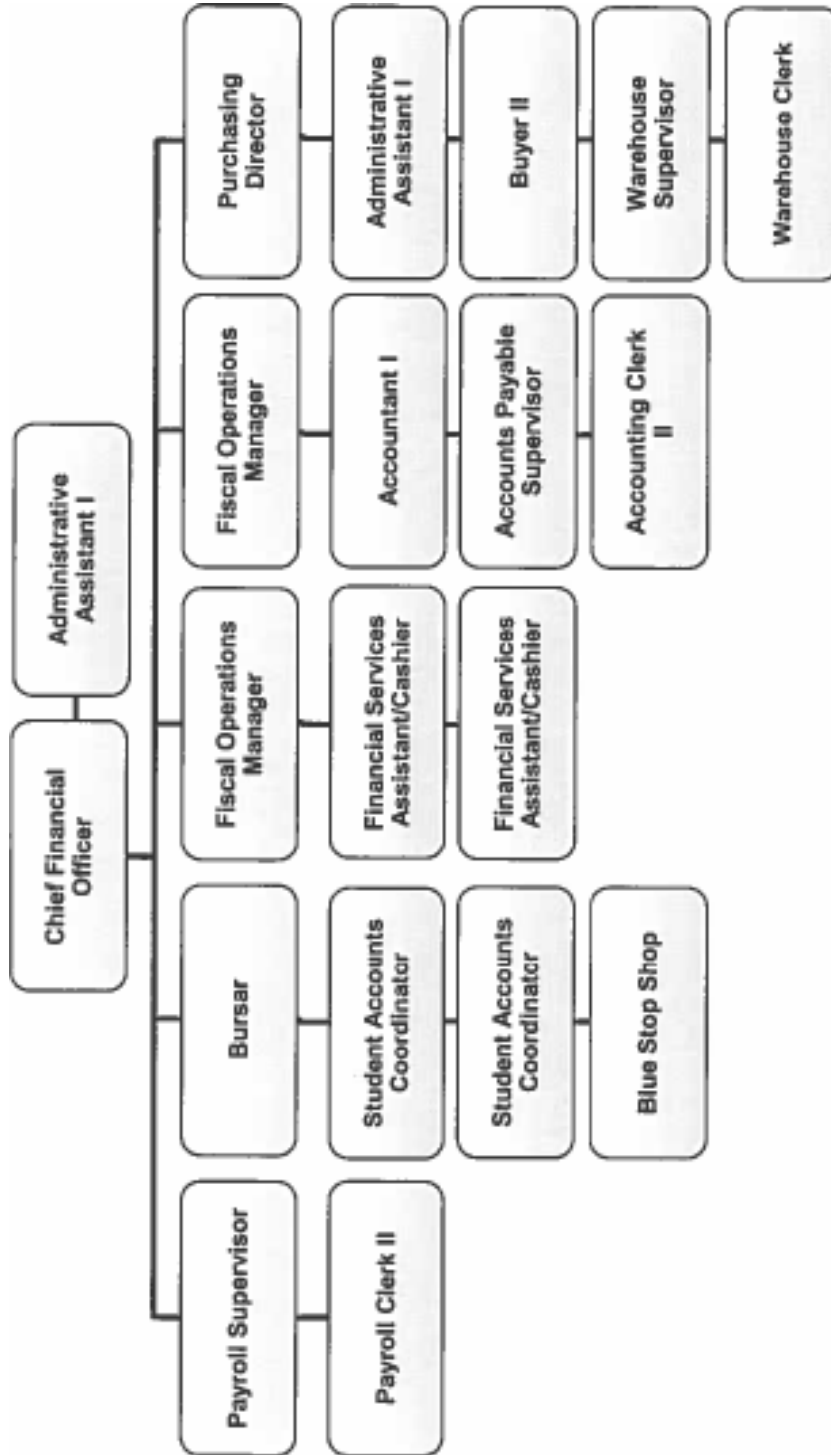 Chief Financial
Officer
Administrative
Assistant I
Payroll Supervisor
Bursar
Fiscal Operations
Manager
Fiscal Operations
Manager
Purchasing
Director
Payroll Clerk II
Student Accounts
Coordinator
Financial Services
Assistant/Cashier
Accountant I
Administrative
Assistant I
Student Accounts
Coordinator
Financial Services
Assistant/Cashier
Accounts Payable
Supervisor
Buyer II
Blue Stop Shop
Accounting Clerk
II
Warehouse
Supervisor
Warehouse Clerk